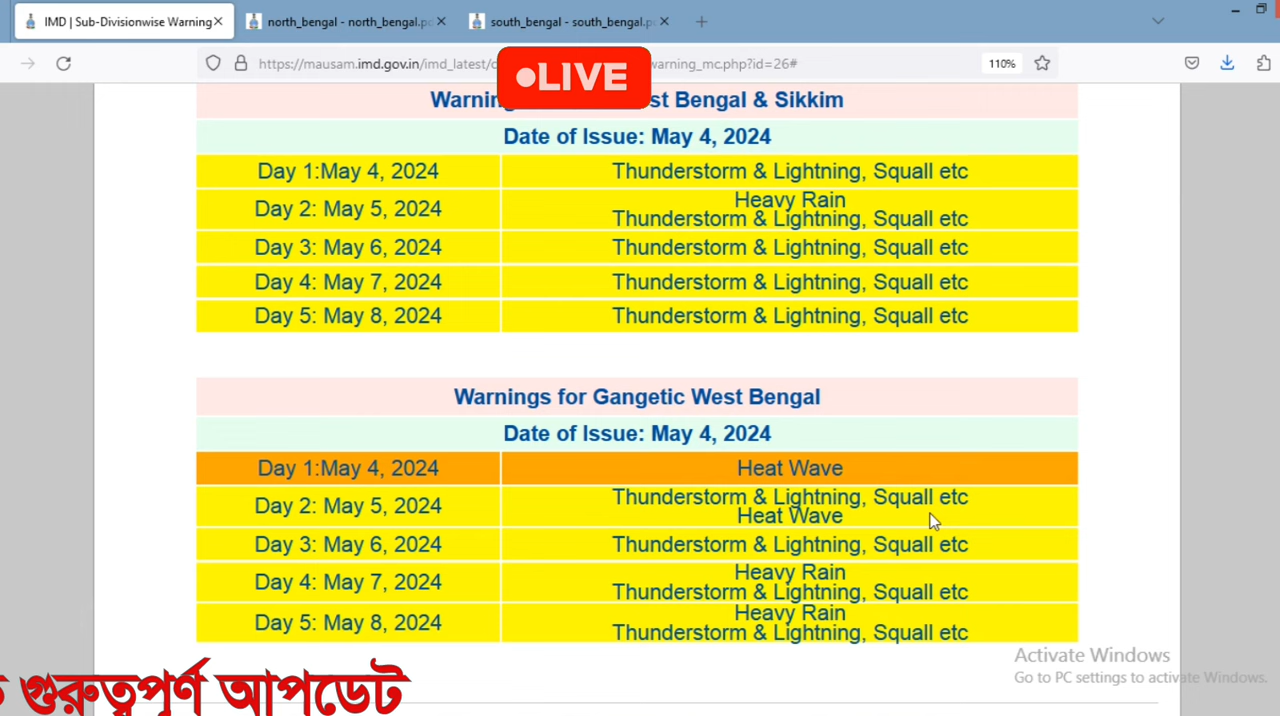 IMD | Sub-Divisionwise Warning
north_bengal - north_bengal.pd
south_bengal - south_bengal.p
https://mausam.imd.gov.in/imd_latest/c
LIVE
warning_mc.php?id=26#
110%
st Bengal & Sikkim
Date of Issue: May 4, 2024
Day 1:May 4, 2024 Thunderstorm & Lightning, Squall etc
Day 2: May 5, 2024 Heavy Rain
Thunderstorm & Lightning, Squall etc
Day 3: May 6, 2024 Thunderstorm & Lightning, Squall etc
Day 4: May 7, 2024 Thunderstorm & Lightning, Squall etc
Day 5: May 8, 2024 Thunderstorm & Lightning, Squall etc
Warnings for Gangetic West Bengal
Date of Issue: May 4, 2024
Day 1:May 4, 2024 Heat Wave
Day 2: May 5, 2024 Thunderstorm & Lightning, Squall etc
Heat Wave
Day 3: May 6, 2024 Thunderstorm & Lightning, Squall etc
Day 4: May 7, 2024 Heavy Rain
Thunderstorm & Lightning, Squall etc
Day 5: May 8, 2024 Heavy Rain
Thunderstorm & Lightning, Squall etc
Activate Windows
Go to PC settings to activate Windows.
গুরুত্বপূর্ণ আপডেট